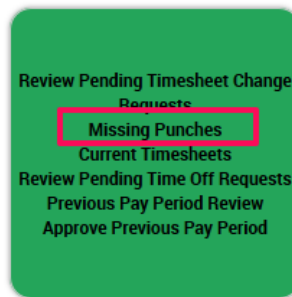 Review Pending Timesheet Change
Requests
Missing Punches
Current Timesheets
Review Pending Time Off Requests
Previous Pay Period Review
Approve Previous Pay Period